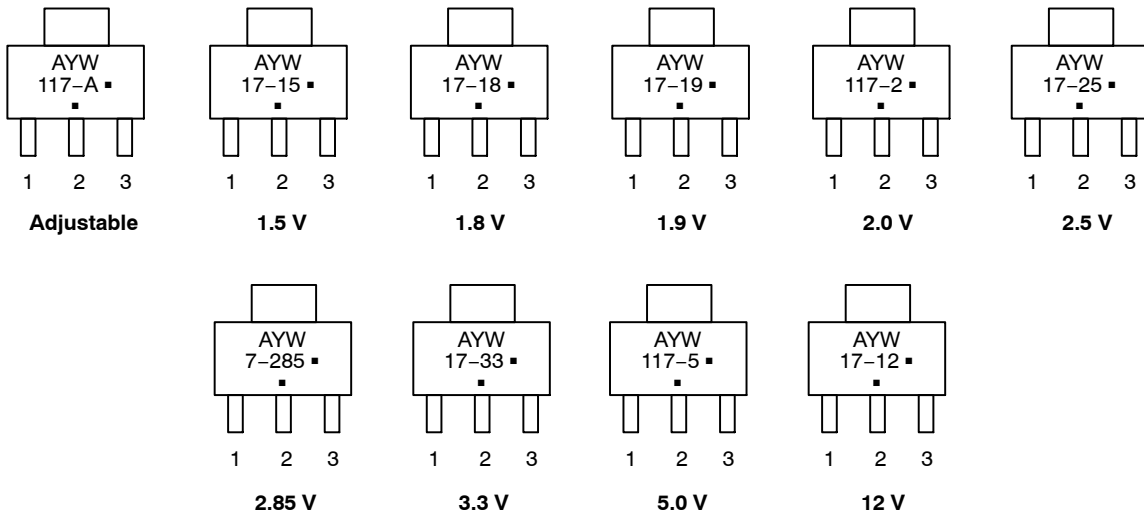 AYW AYW AYW AYW AYW AYW
117–A ▪ 17–15 ▪ 17–18 ▪ 17–19 ▪ 117–2 ▪ 17–25 ▪
1 2 3 1 2 3 1 2 3 1 2 3 1 2 3 1 2 3
Adjustable 1.5 V 1.8 V 1.9 V 2.0 V 2.5 V
AYW AYW AYW AYW
7–285 ▪ 17–33 ▪ 117–5 ▪ 17–12 ▪
1 2 3 1 2 3 1 2 3 1 2 3
2.85 V 3.3 V 5.0 V 12 V